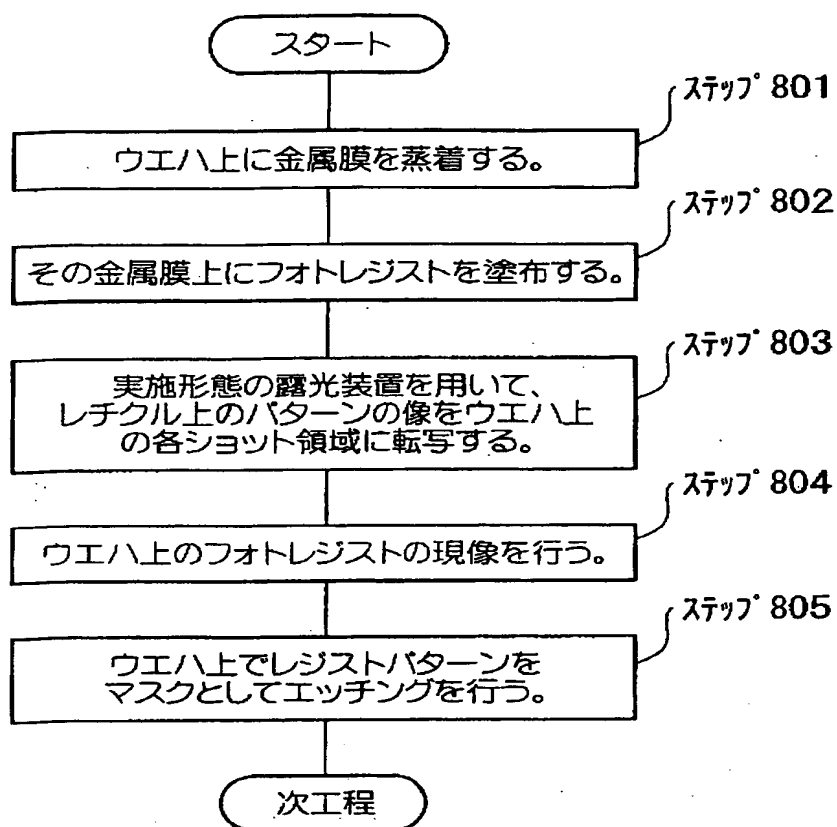 スタート
ステップ 801
ウエハ上に金属膜を蒸着する。
ステップ 802
その金属膜上にフォトレジストを塗布する。
ステップ 803
実施形態の露光装置を用いて、
レチクル上のパターンの像をウエハ上
の各ショット領域に転写する。
ステップ 804
ウエハ上のフォトレジストの現像を行う。
ステップ 805
ウエハ上でレジストパターンを
マスクとしてエッチングを行う。
次工程